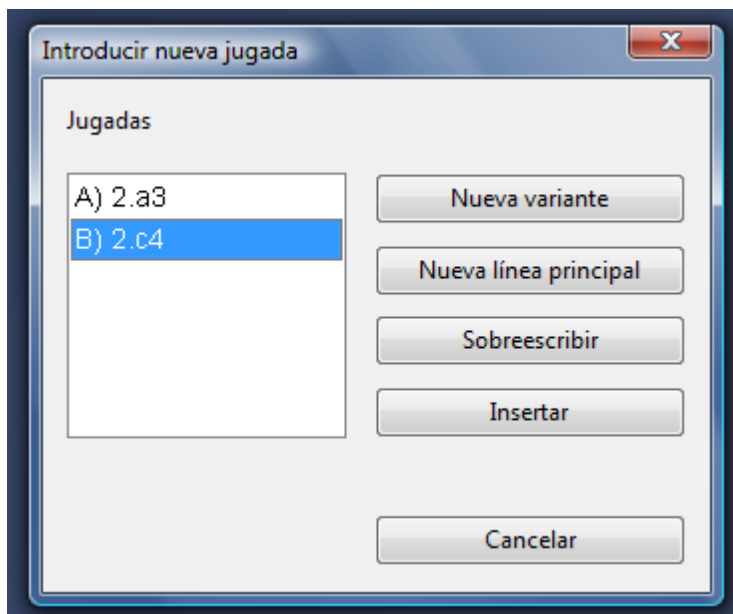 Introducir nueva jugada
Jugadas
A) 2.a3
B) 2.c4
Nueva variante
Nueva línea principal
Sobreescribir
Insertar
Cancelar